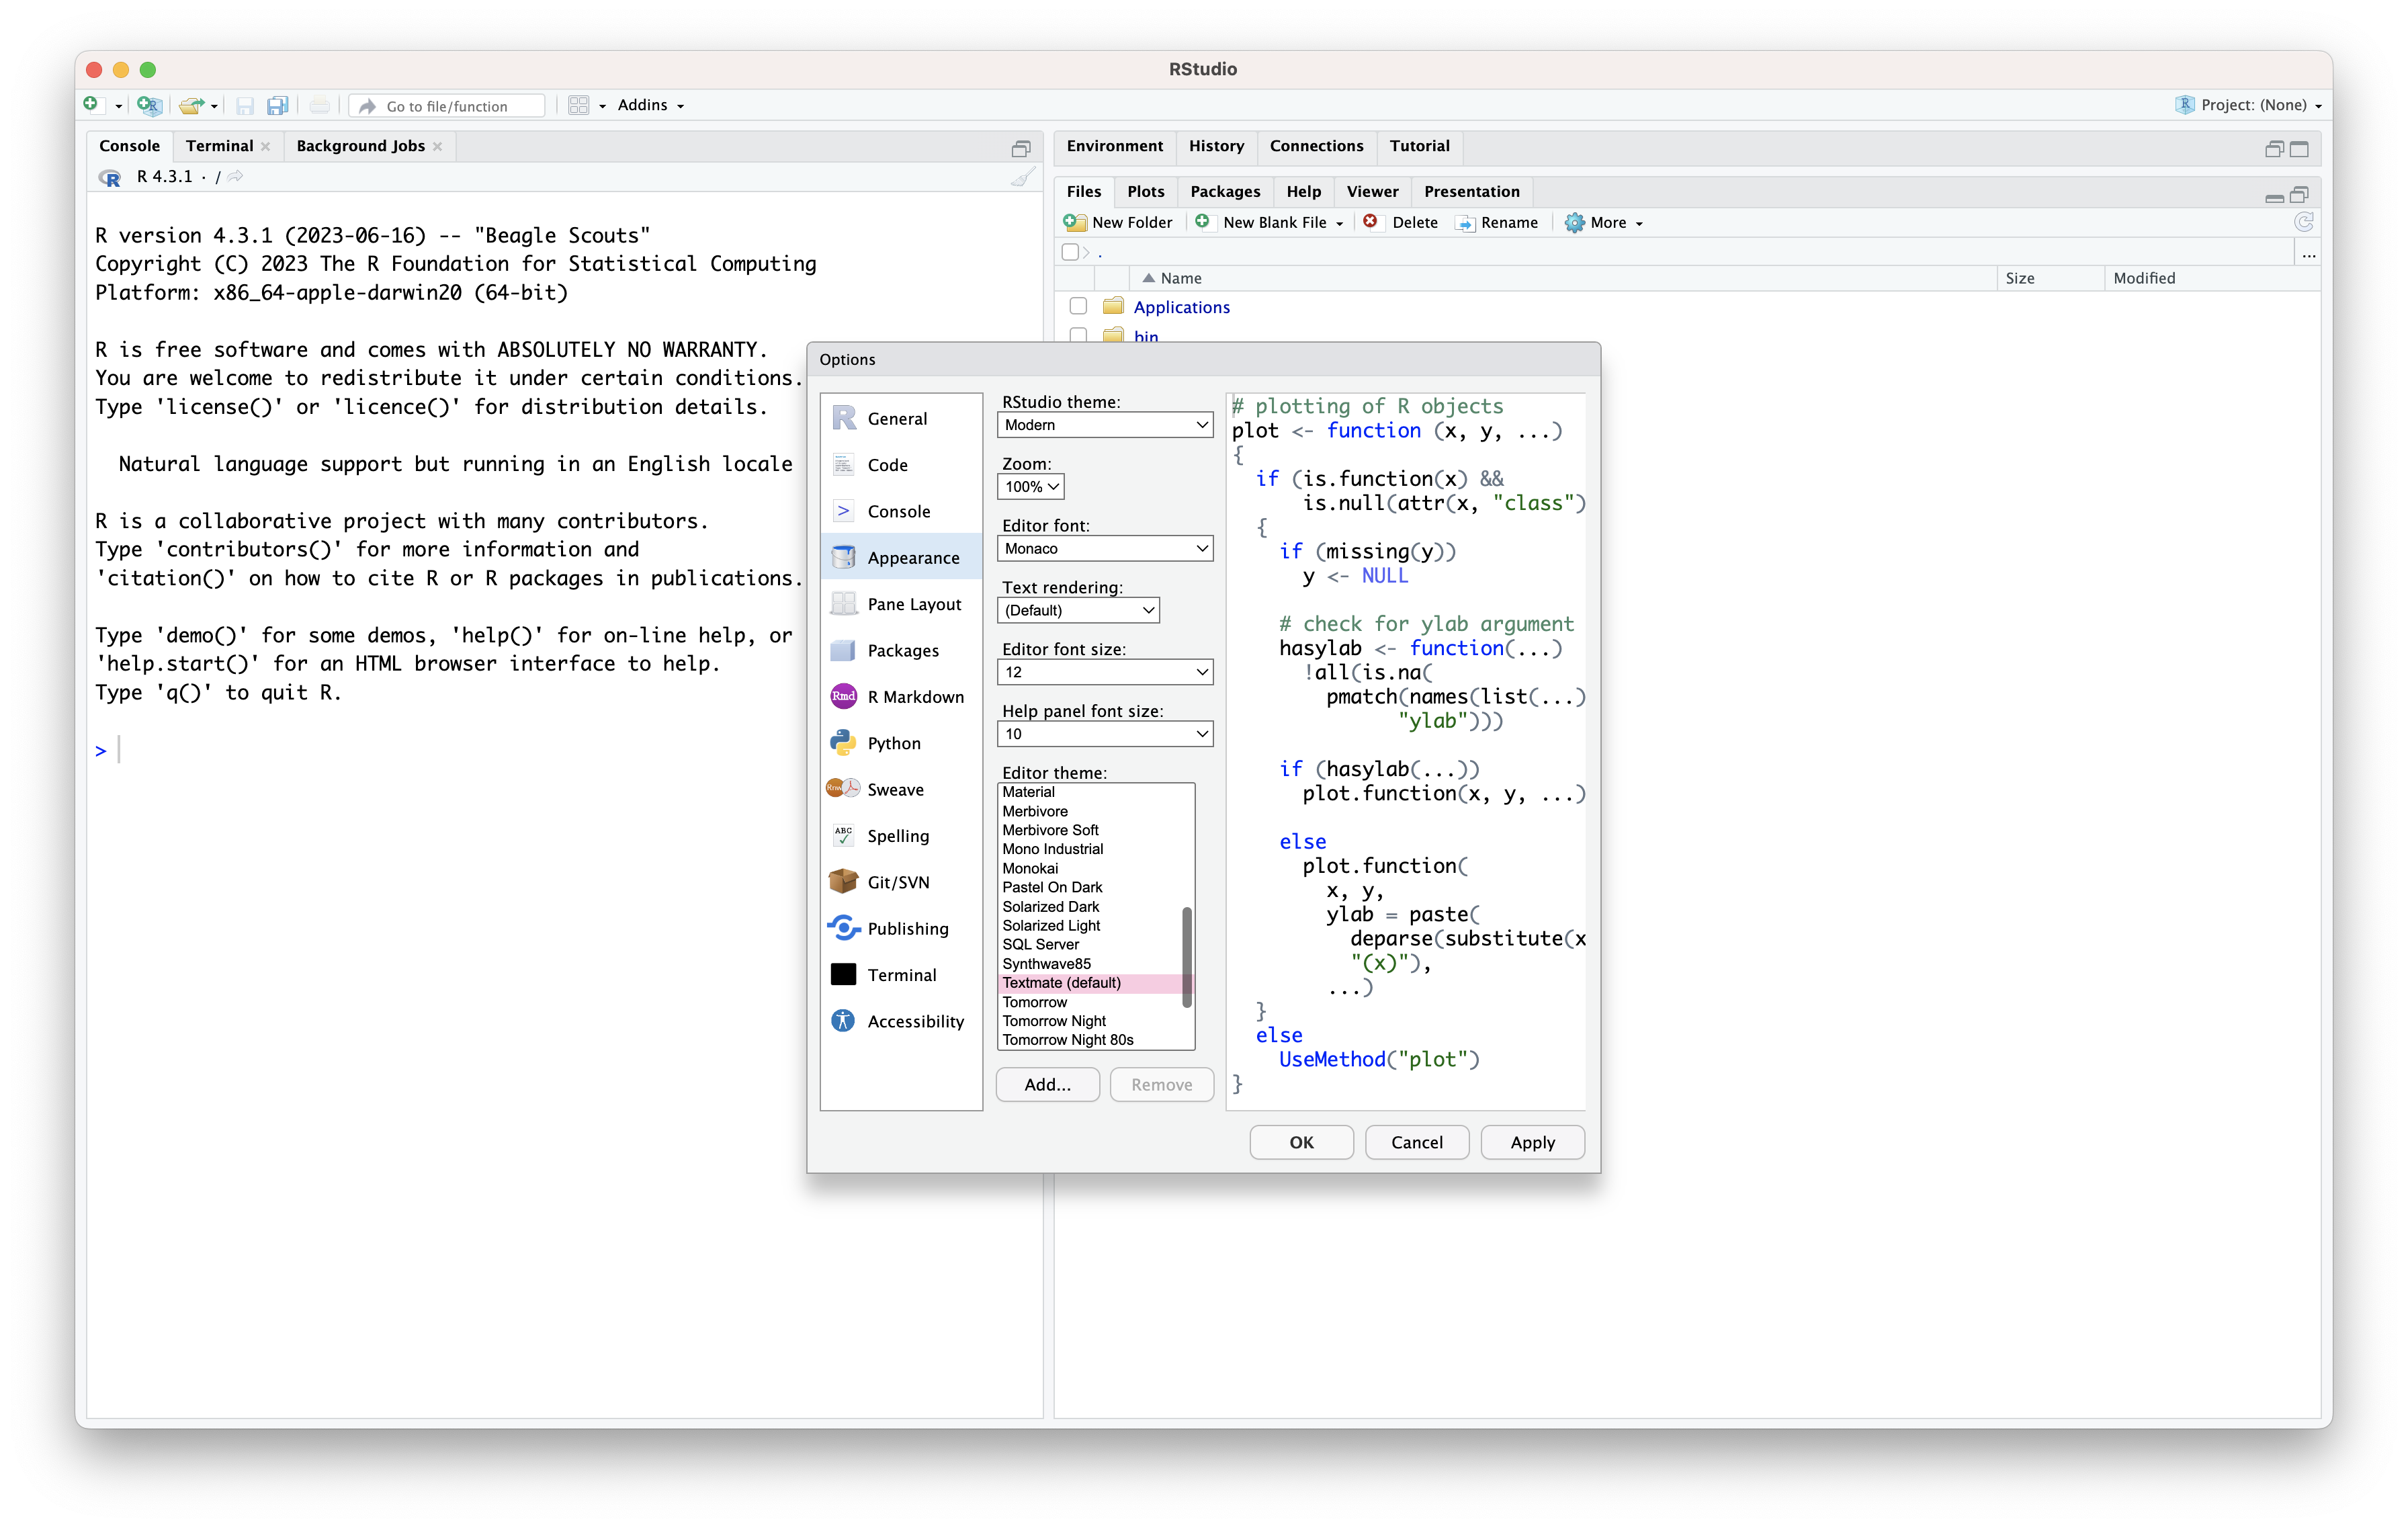 RStudio
Go to file/function
Addins
Project: (None)
Console
Terminal
Background Jobs
R 4.3.1 · /
R version 4.3.1 (2023-06-16) -- "Beagle Scouts"
Copyright (C) 2023 The R Foundation for Statistical Computing
Platform: x86_64-apple-darwin20 (64-bit)
R is free software and comes with ABSOLUTELY NO WARRANTY.
You are welcome to redistribute it under certain conditions.
Type 'license()' or 'licence()' for distribution details.
Natural language support but running in an English locale
R is a collaborative project with many contributors.
Type 'contributors()' for more information and
'citation()' on how to cite R or R packages in publications.
Type 'demo()' for some demos, 'help()' for on-line help, or
'help.start()' for an HTML browser interface to help.
Type 'q()' to quit R.
>
Environment
History
Connections
Tutorial
Files
Plots
Packages
Help
Viewer
Presentation
New Folder
New Blank File
Delete
Rename
More
.
...
Name
Size
Modified
Applications
bin
Options
General
Code
Console
Appearance
Pane Layout
Packages
Rmd
R Markdown
Python
Rnw
Sweave
ABC
Spelling
Git/SVN
Publishing
Terminal
Accessibility
RStudio theme:
Modern
Zoom:
100%
Editor font:
Monaco
Text rendering:
(Default)
Editor font size:
12
Help panel font size:
10
Editor theme:
Material
Merbivore
Merbivore Soft
Mono Industrial
Monokai
Pastel On Dark
Solarized Dark
Solarized Light
SQL Server
Synthwave85
Textmate (default)
Tomorrow
Tomorrow Night
Tomorrow Night 80s
Add...
Remove
# plotting of R objects
plot <- function (x, y, ...)
{
if (is.function(x) &&
is.null(attr(x, "class")
{
if (missing(y))
y <- NULL
# check for ylab argument
hasylab <- function(...)
!all(is.na(
pmatch(names(list(...)
"ylab")))
if (hasylab(...))
plot.function(x, y, ...)
else
plot.function(
x, y,
ylab = paste(
deparse(substitute(x
"(x)"),
...)
}
else
UseMethod("plot")
}
OK
Cancel
Apply